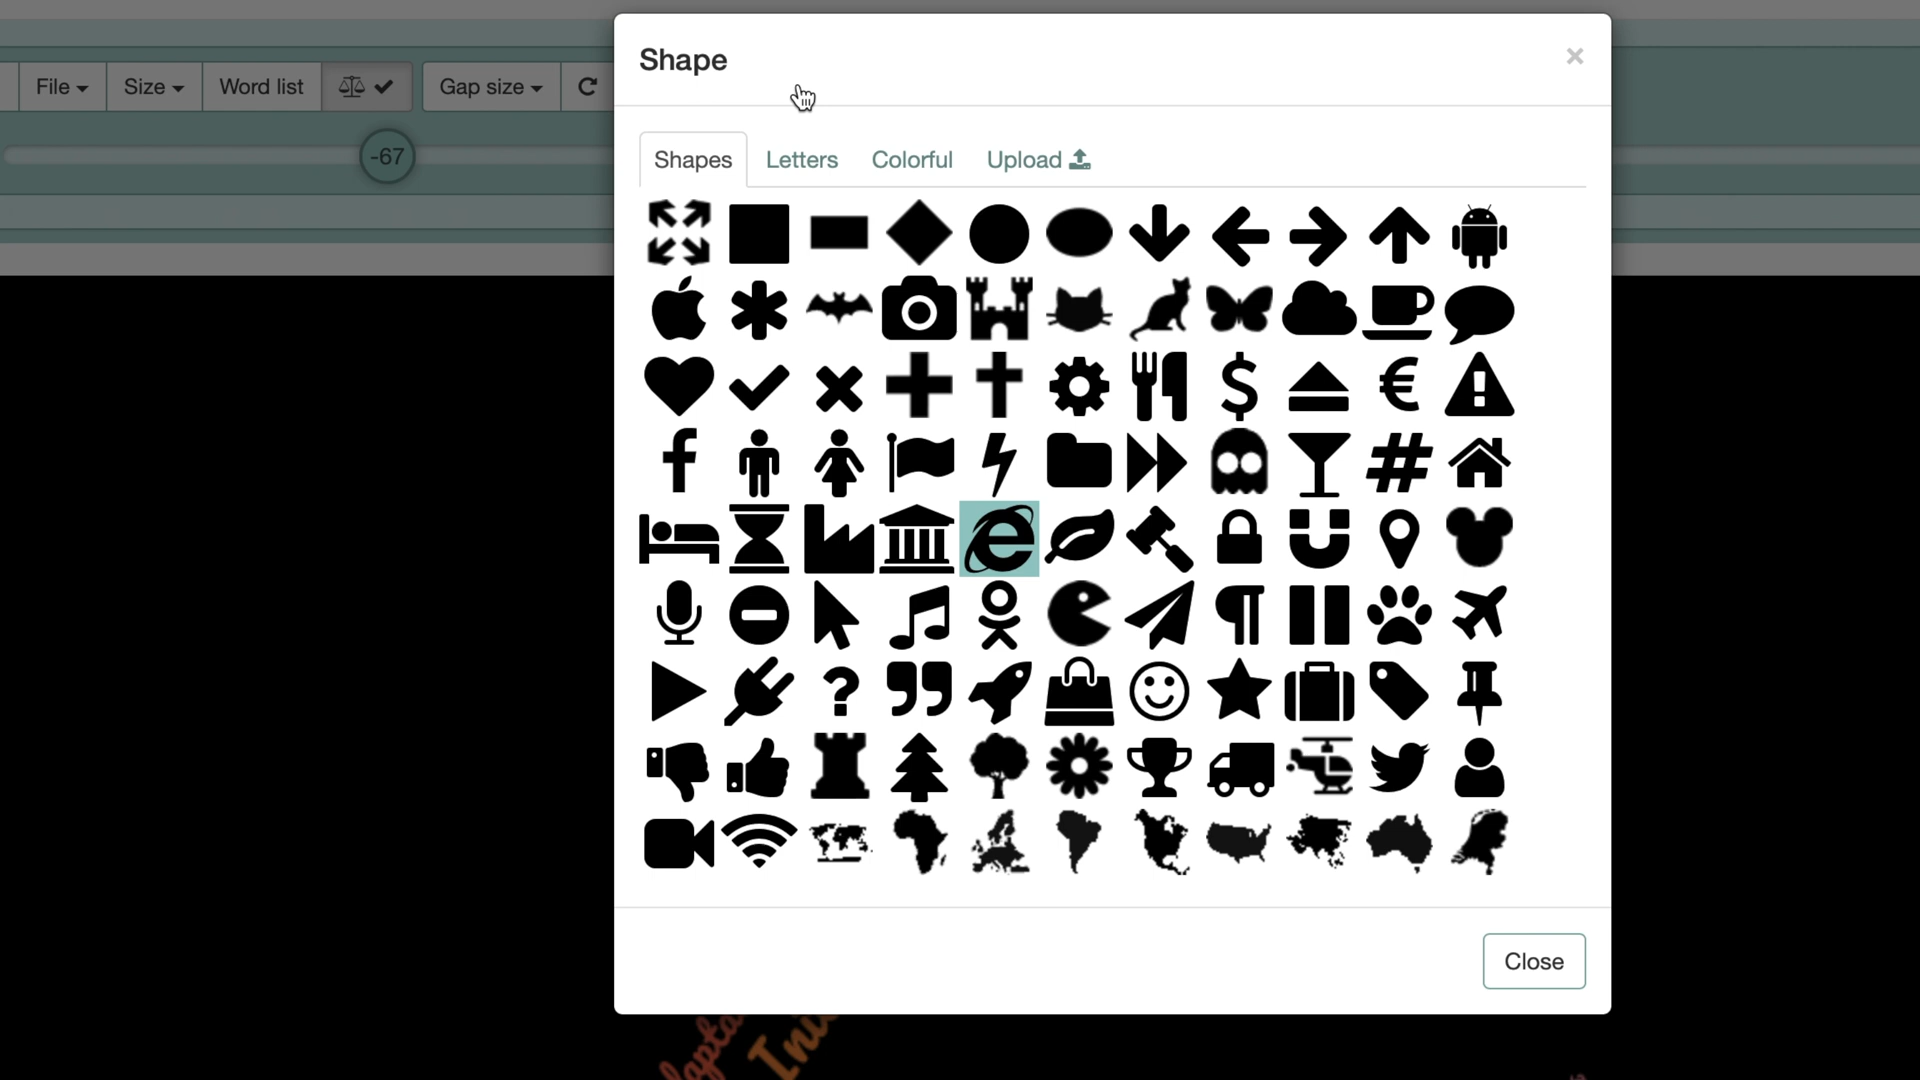 Shape
×
File
Size
Word list
Gap size
-67
Shapes
Letters
Colorful
Upload
Close